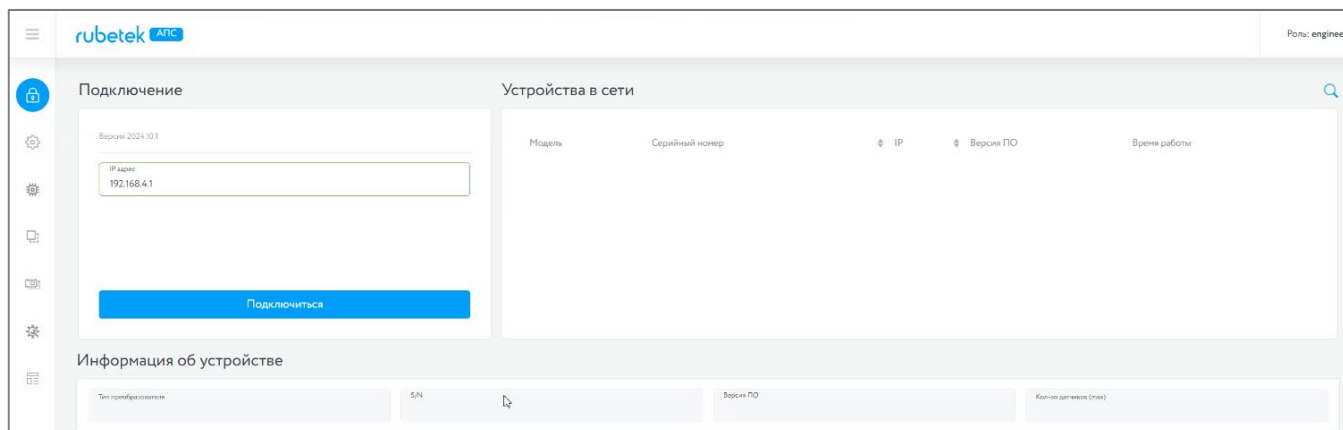 rubetek АПС
Роль: enginee
Подключение
Устройства в сети
Версия 2024.10.1
Модель Серийный номер IP Версия ПО Время работы
IP адрес
192.168.4.1
Подключиться
Информация об устройстве
Тип преобразователя S/N Версия ПО Кол-во датчиков (max)